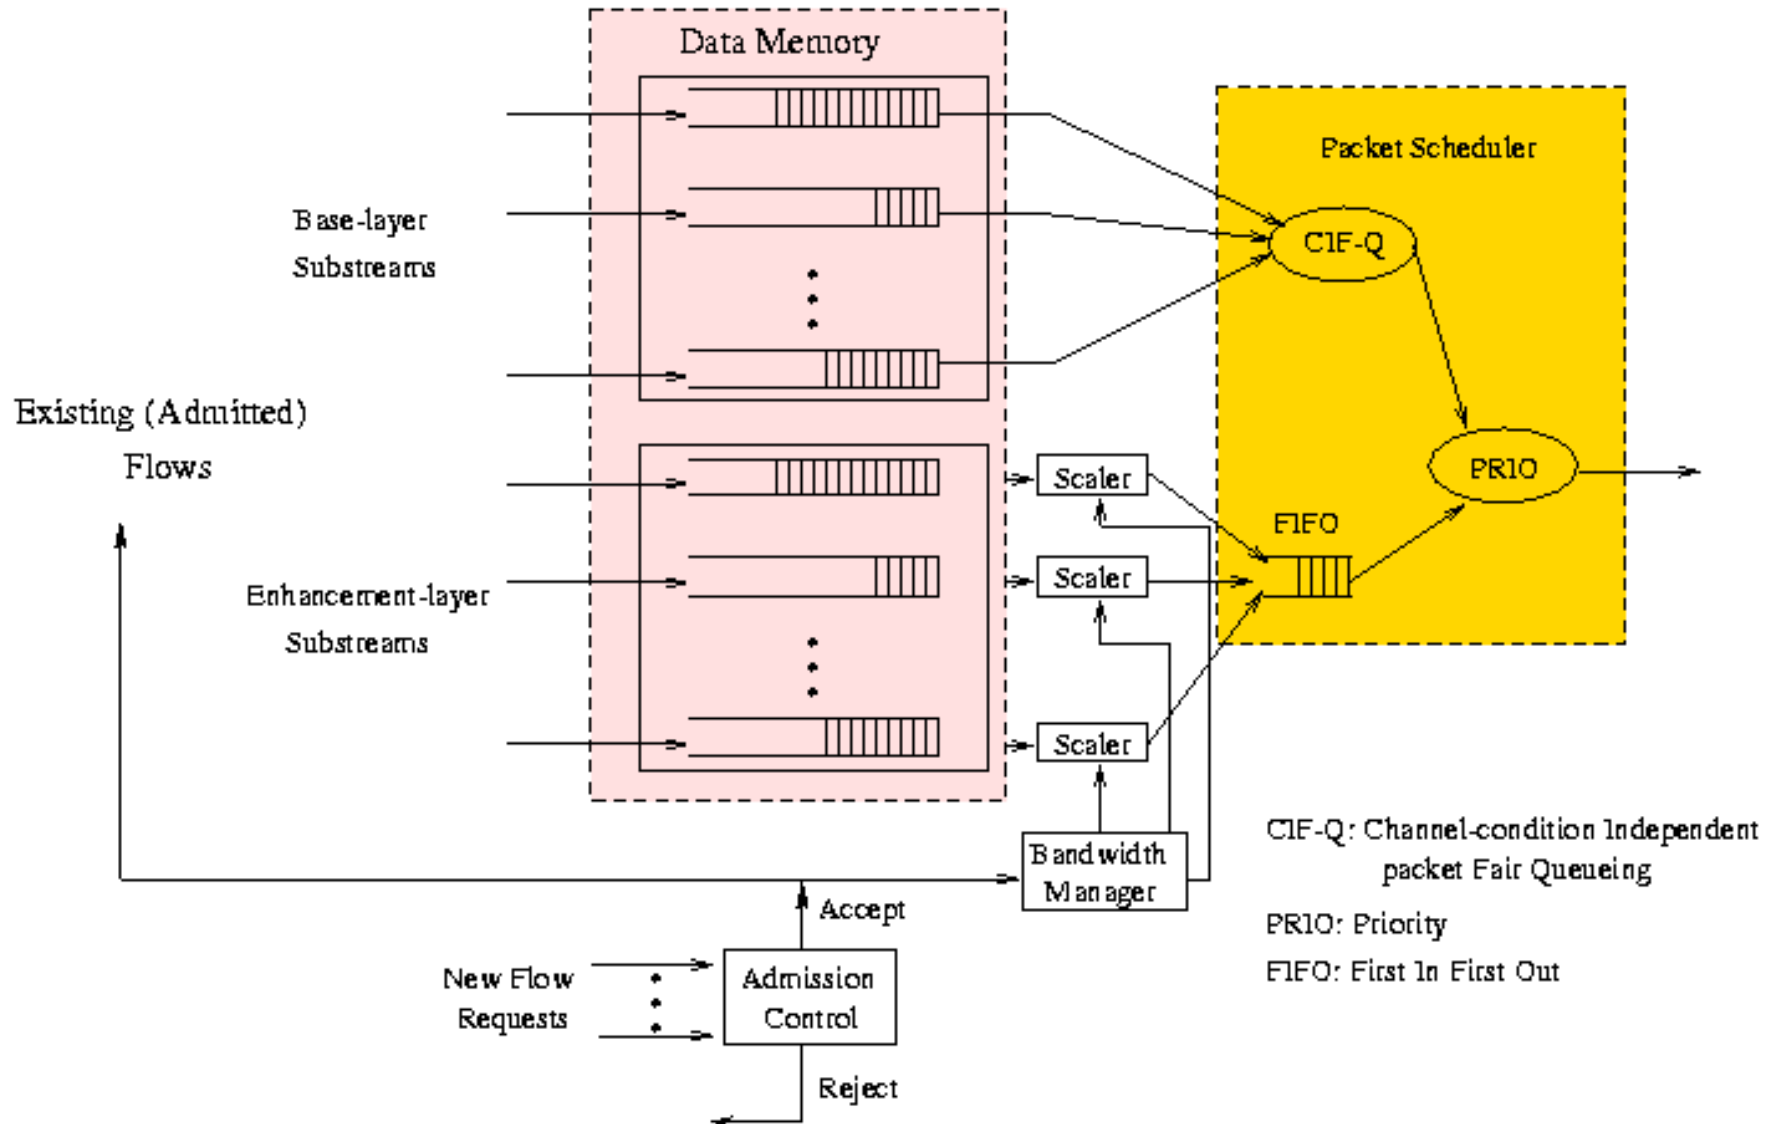 Data Memory
Packet Scheduler
Base-layer
Substreams
CIF-Q
Existing (Admitted)
Flows
Scaler
PRIO
FIFO
Scaler
Enhancement-layer
Substreams
Scaler
Bandwidth
Manager
CIF-Q: Channel-condition Independent
packet Fair Queueing
Accept
PRIO: Priority
New Flow
Requests
Admission
Control
FIFO: First In First Out
Reject